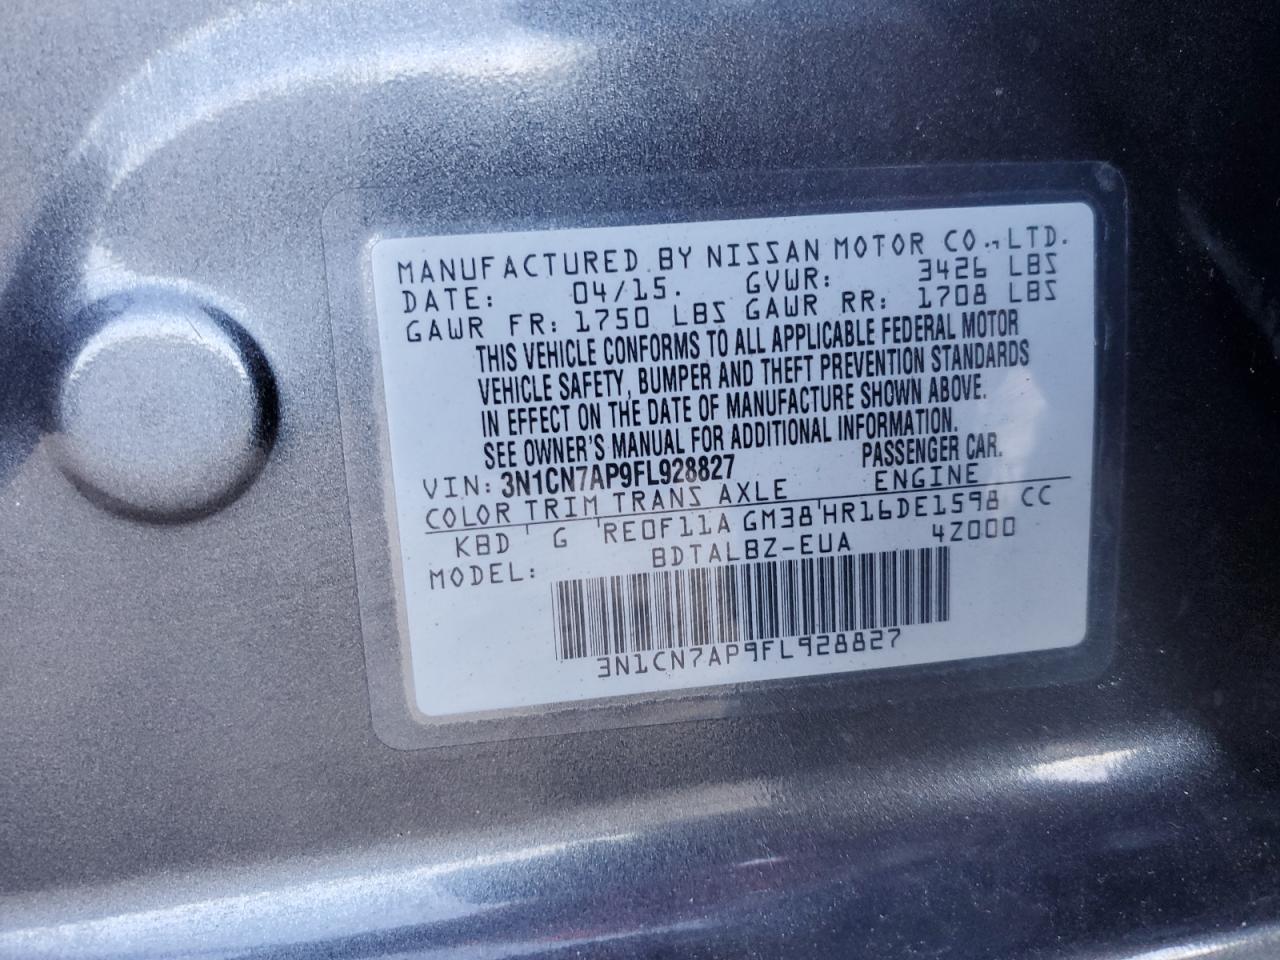 MANUFACTURED BY NISSAN MOTOR CO., LTD.
DATE: 04/15. GVWR: 3426 LBS
GAWR FR: 1750 LBS GAWR RR: 1708 LBS
THIS VEHICLE CONFORMS TO ALL APPLICABLE FEDERAL MOTOR
VEHICLE SAFETY, BUMPER AND THEFT PREVENTION STANDARDS
IN EFFECT ON THE DATE OF MANUFACTURE SHOWN ABOVE.
SEE OWNER'S MANUAL FOR ADDITIONAL INFORMATION.
VIN: 3N1CN7AP9FL928827 PASSENGER CAR.
COLOR TRIM TRANS AXLE ENGINE
KBD G RE0F11A GM38 HR16DE1598 CC
MODEL: BDTALBZ-EUA 42000
3N1CN7AP9FL928827